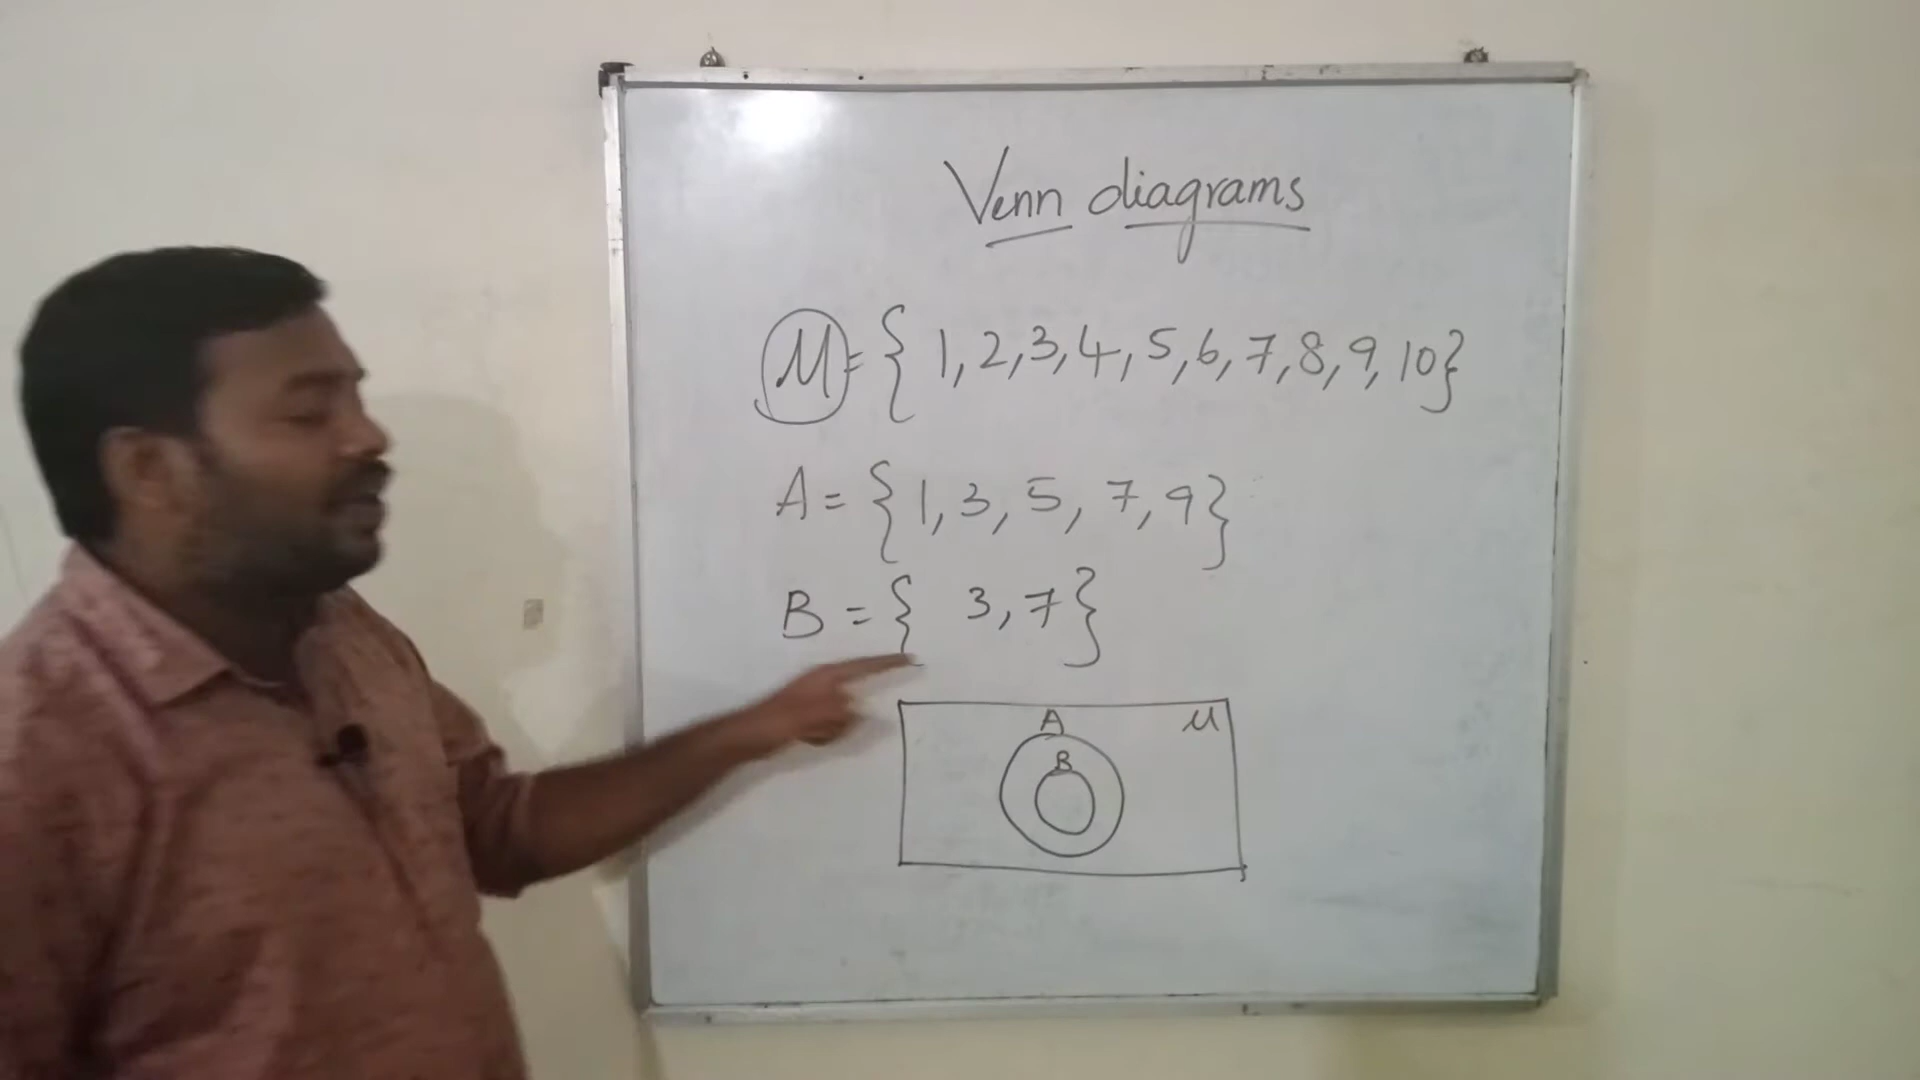 Venn diagrams
μ = { 1, 2, 3, 4, 5, 6, 7, 8, 9, 10}
A = { 1, 3, 5, 7, 9 }
B = { 3, 7 }
A μ
B